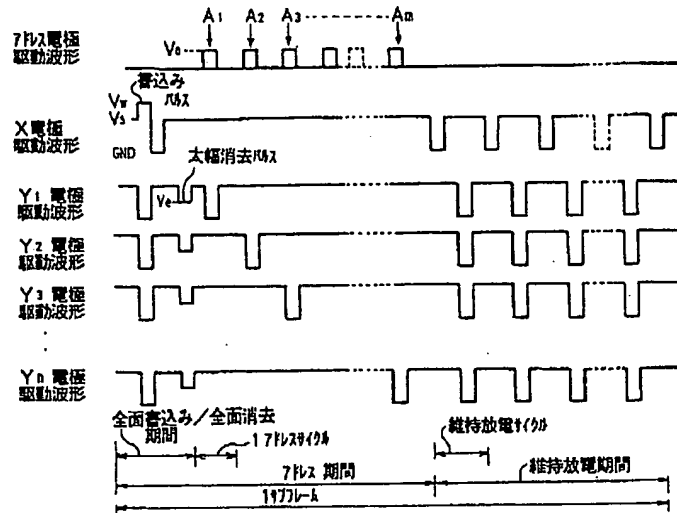 A1 A2 A3 Am
アドレス電極
駆動波形
Va
書込み
パルス
Vw
Vs
X電極
駆動波形
GND
太幅消去パルス
Y1 電極
駆動波形
Ve
Y2 電極
駆動波形
Y3 電極
駆動波形
Yn 電極
駆動波形
全面書込み/全面消去
期間
1アドレスサイクル
維持放電サイクル
アドレス 期間
維持放電期間
1サブフレーム